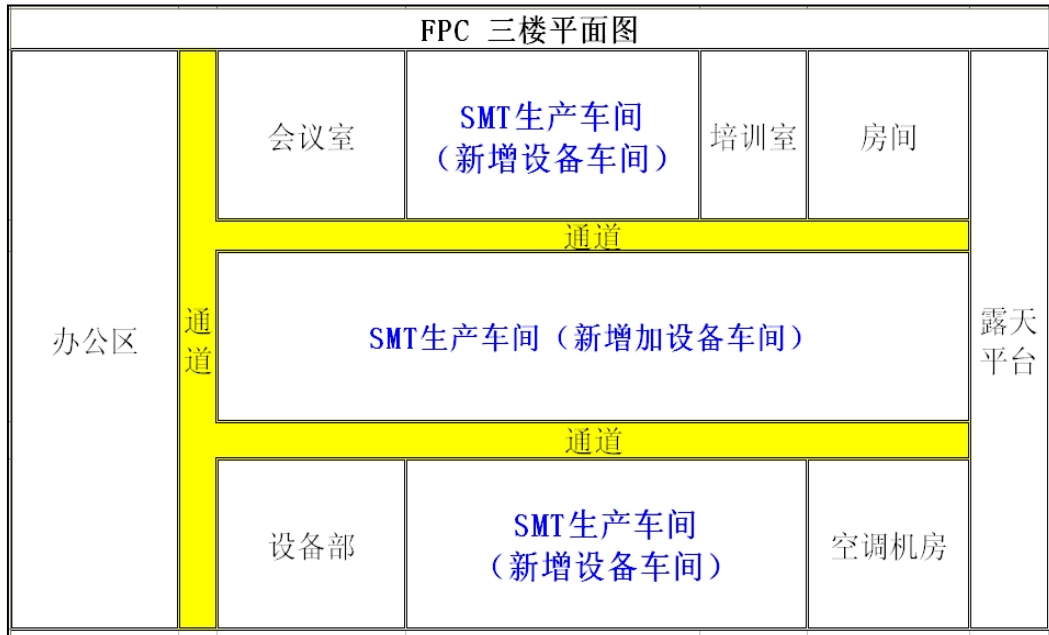 FPC 三楼平面图
会议室
SMT生产车间
（新增设备车间）
培训室
房间
通道
办公区
通
道
SMT生产车间（新增加设备车间）
露天
平台
通道
设备部
SMT生产车间
（新增设备车间）
空调机房